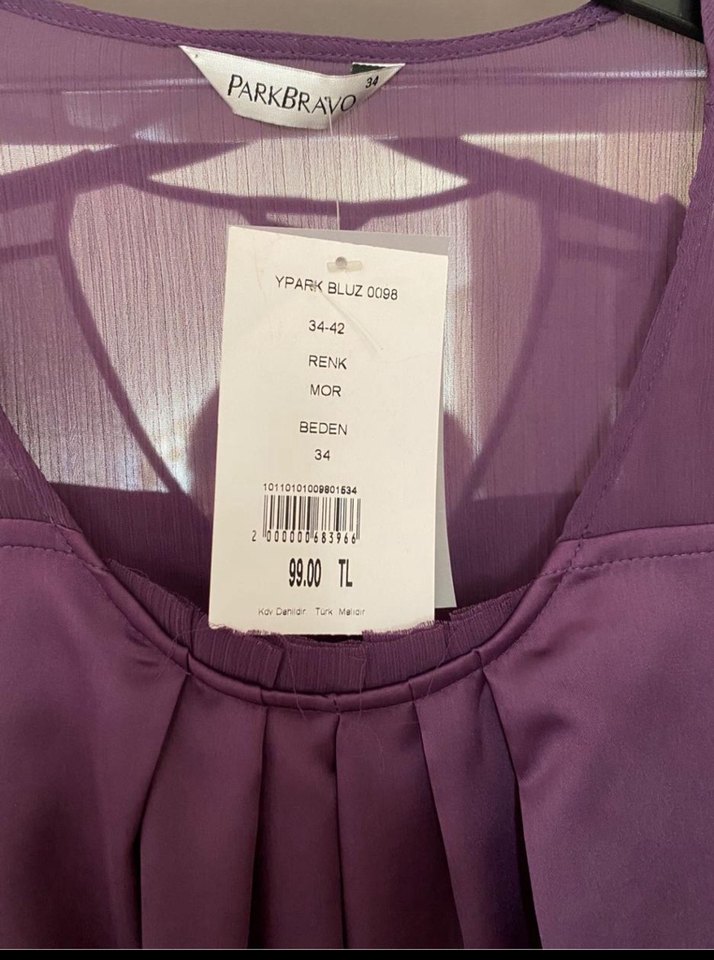 PARKBRAVO
34
YPARK BLUZ 0098
34-42
RENK
MOR
BEDEN
34
10110101009801534
2 000000 683966
99.00 TL
Kdv Dahildir Türk Malıdır